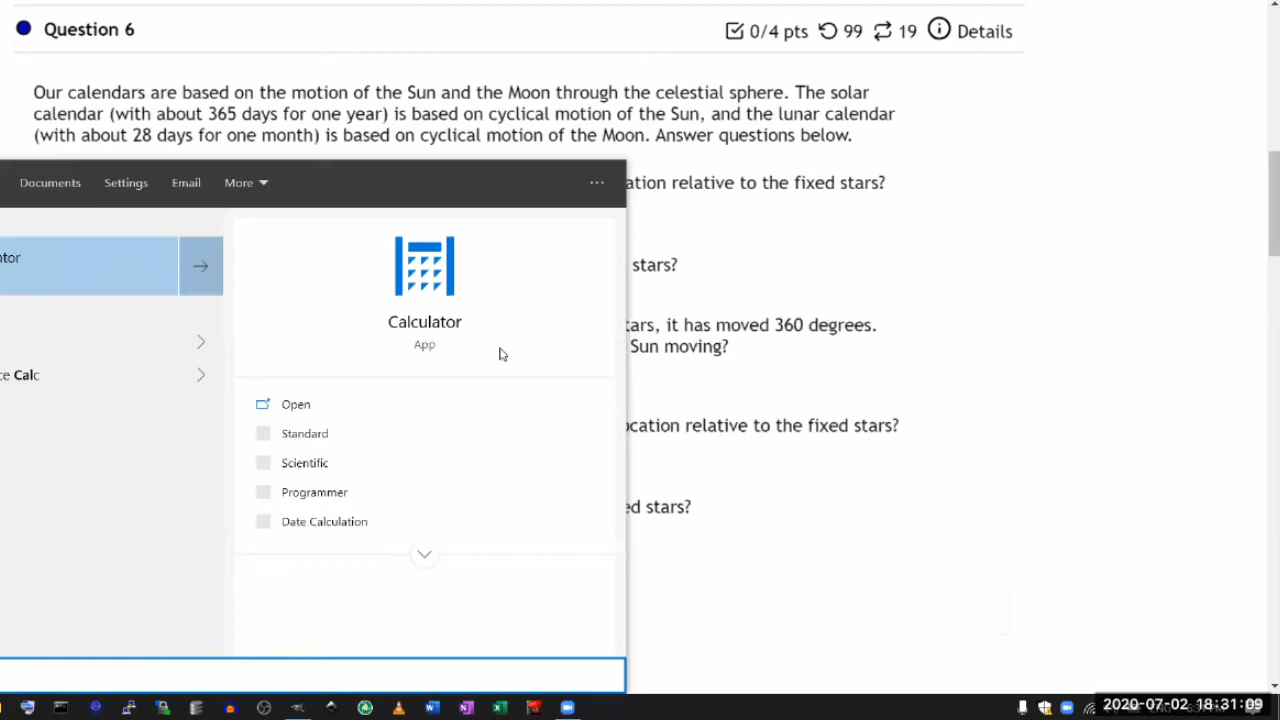 Question 6
0/4 pts 99 19 Details
Our calendars are based on the motion of the Sun and the Moon through the celestial sphere. The solar
calendar (with about 365 days for one year) is based on cyclical motion of the Sun, and the lunar calendar
(with about 28 days for one month) is based on cyclical motion of the Moon. Answer questions below.
Documents Settings Email More ...
ation relative to the fixed stars?
tor
stars?
Calculator
App
tars, it has moved 360 degrees.
Sun moving?
ce Calc
Open
Standard
Scientific
Programmer
Date Calculation
ocation relative to the fixed stars?
ed stars?
2020-07-02 18:31:09